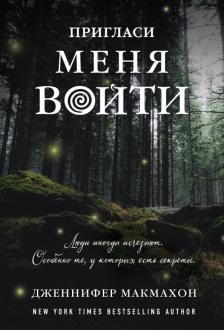 ПРИГЛАСИ
МЕНЯ
ВОЙТИ
Люди иногда исчезают.
Особенно те, у которых есть секреты.
ДЖЕННИФЕР МАКМАХОН
NEW YORK TIMES BESTSELLING AUTHOR